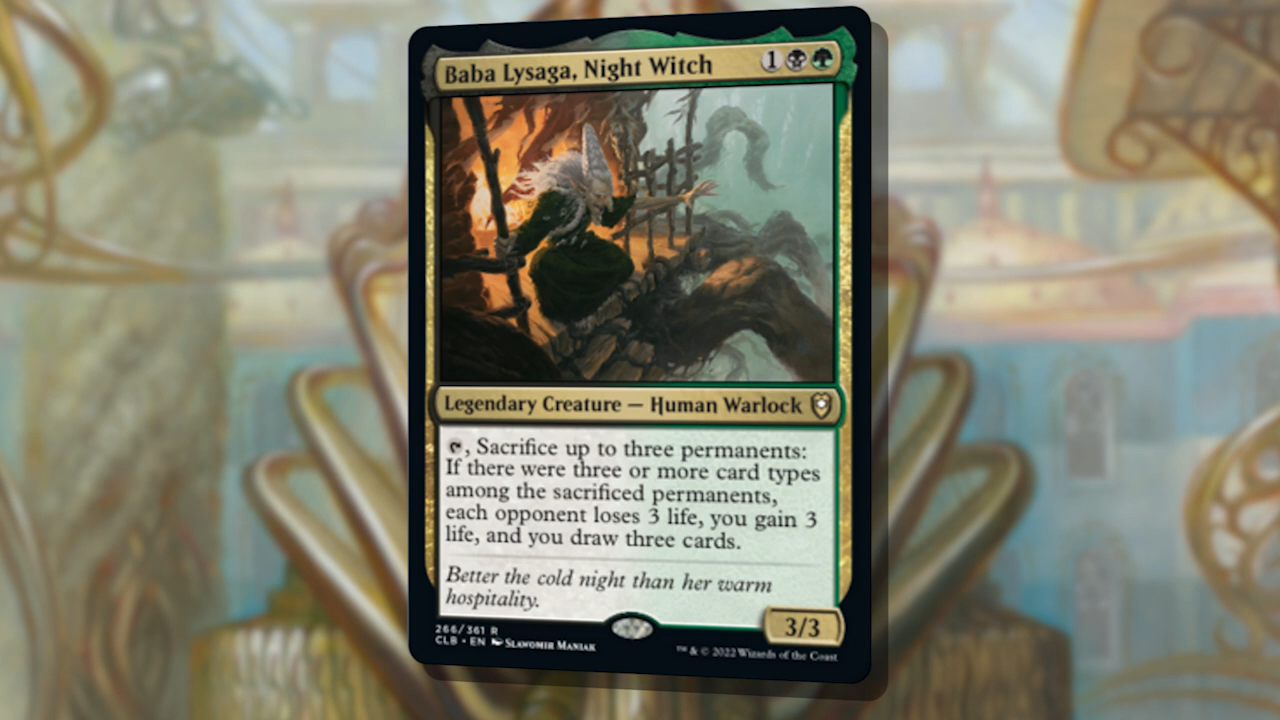 Baba Lysaga, Night Witch 1
Legendary Creature — Human Warlock
, Sacrifice up to three permanents:
If there were three or more card types
among the sacrificed permanents,
each opponent loses 3 life, you gain 3
life, and you draw three cards.
Better the cold night than her warm
hospitality.
3/3
266/361 R
CLB • EN Slawomir Maniak
™ & © 2022 Wizards of the Coast